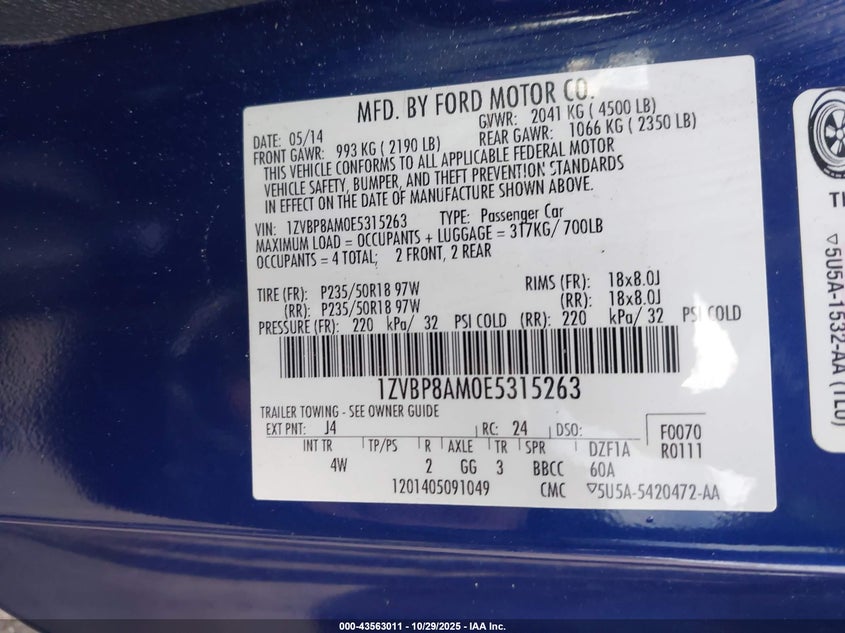 MFD. BY FORD MOTOR CO.
DATE: 05/14 GVWR: 2041 KG ( 4500 LB)
FRONT GAWR: 993 KG ( 2190 LB) REAR GAWR: 1066 KG ( 2350 LB)
THIS VEHICLE CONFORMS TO ALL APPLICABLE FEDERAL MOTOR
VEHICLE SAFETY, BUMPER, AND THEFT PREVENTION STANDARDS
IN EFFECT ON THE DATE OF MANUFACTURE SHOWN ABOVE.
VIN: 1ZVBP8AM0E5315263 TYPE: Passenger Car
MAXIMUM LOAD = OCCUPANTS + LUGGAGE = 317KG/ 700LB
OCCUPANTS = 4 TOTAL; 2 FRONT, 2 REAR
TIRE (FR): P235/50R18 97W RIMS (FR): 18x8.0J
(RR): P235/50R18 97W (RR): 18x8.0J
PRESSURE (FR): 220 kPa/ 32 PSI COLD (RR): 220 kPa/ 32 PSI COLD
1ZVBP8AM0E5315263
TRAILER TOWING - SEE OWNER GUIDE
EXT PNT: J4 RC: 24 DSO: F0070
INT TR TP/PS R AXLE TR SPR DZF1A R0111
4W 2 GG 3 BBCC 60A
1201405091049 CMC 5U5A-5420472-AA
5U5A-1532-AA (TLU)
000-43563011 - 10/29/2025 - IAA Inc.